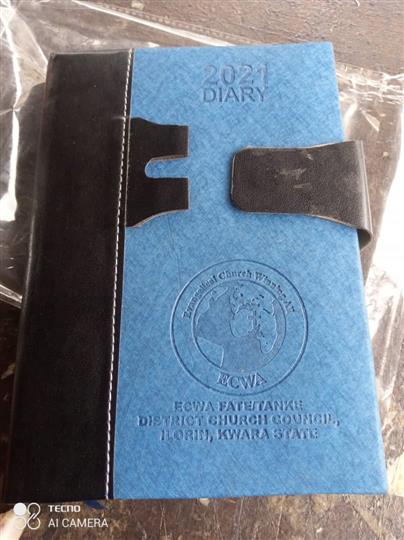 2021
DIARY
Evangelical Church Winning All
ECWA
ECWA FATE/TANKE
DISTRICT CHURCH COUNCIL,
ILORIN, KWARA STATE
TECNO
AI CAMERA